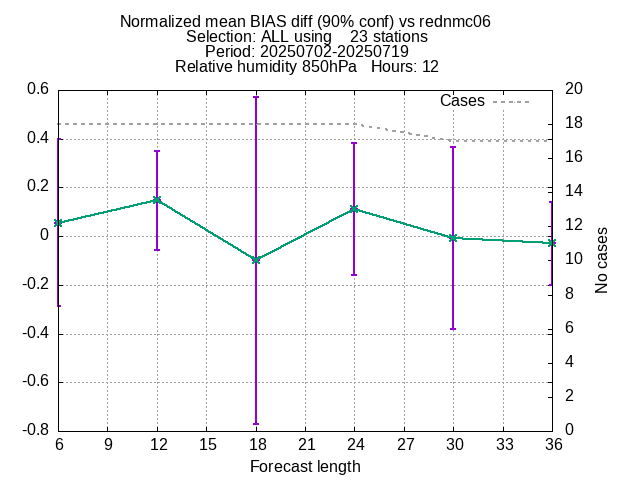 Normalized mean BIAS diff (90% conf) vs rednmc06
Selection: ALL using    23 stations
Period: 20250702-20250719
Relative humidity 850hPa   Hours: 12
Cases
0.6
0.4
0.2
0
-0.2
-0.4
-0.6
-0.8
20
18
16
14
12
10
8
6
4
2
0
No cases
6 9 12 15 18 21 24 27 30 33 36
Forecast length